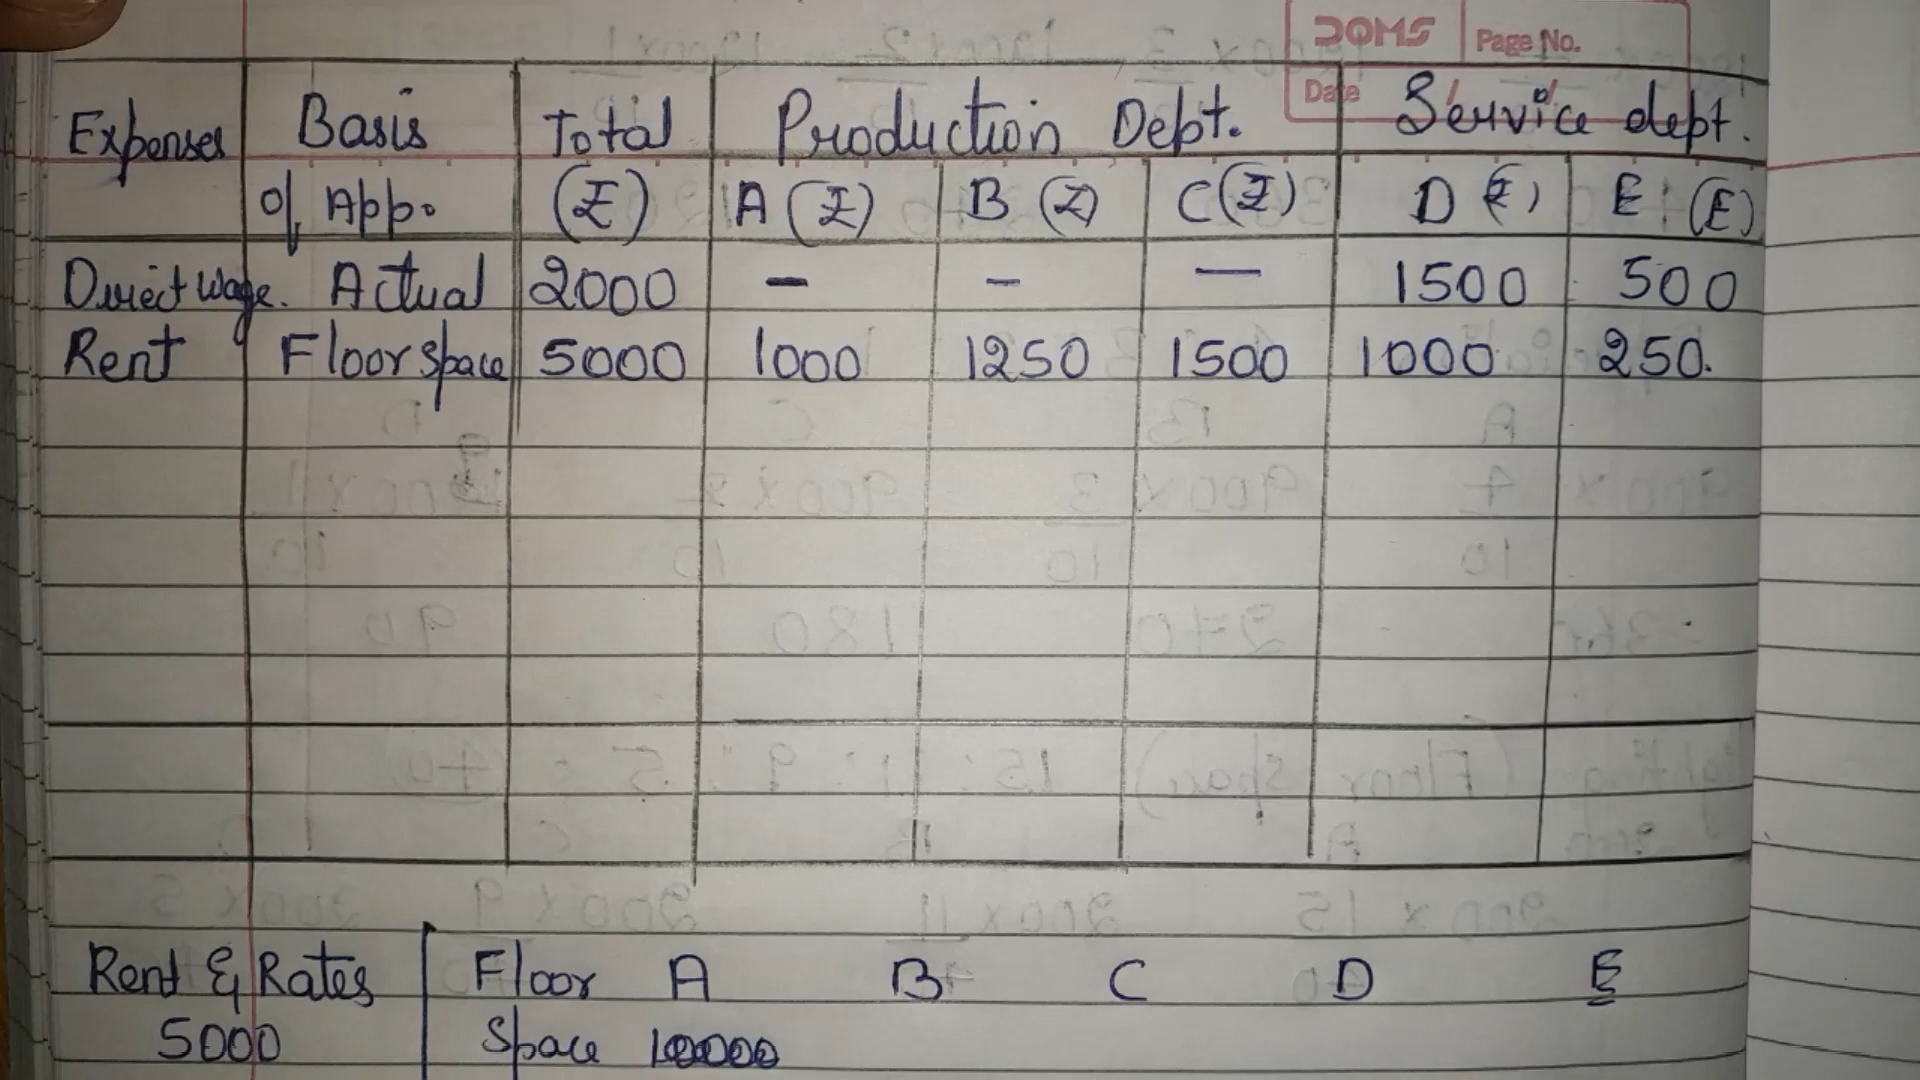 DOMS Page No.
Date
Expenses Basis Total Production Dept. Service dept.
of App. (₹) A (₹) B (₹) C (₹) D (₹) E (₹)
Direct wage. Actual 2000 - - - 1500 500
Rent Floor space 5000 1000 1250 1500 1000 250.
Rent & Rates Floor A B C D E
5000 Space 10000